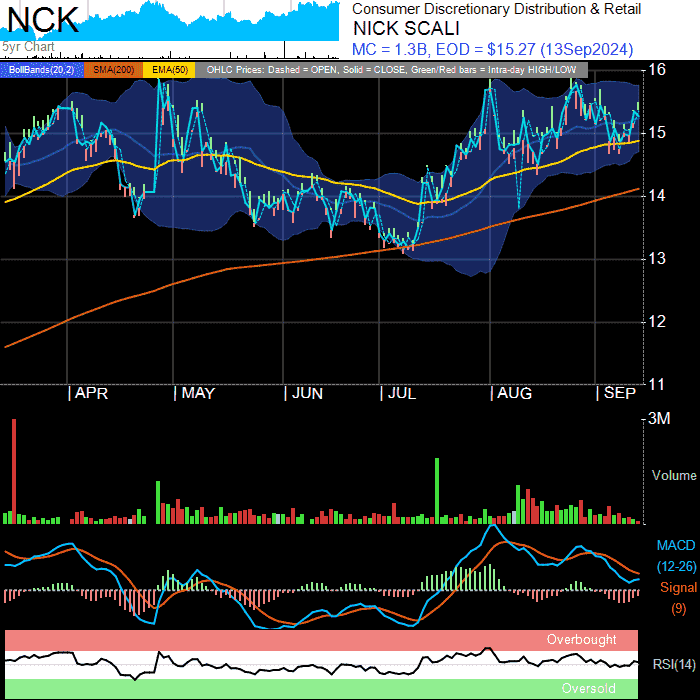 NCK
5yr Chart
Consumer Discretionary Distribution & Retail
NICK SCALI
MC = 1.3B, EOD = $15.27 (13Sep2024)
BollBands(20,2) SMA(200) EMA(50) OHLC Prices: Dashed = OPEN, Solid = CLOSE, Green/Red bars = Intra-day HIGH/LOW
16
15
14
13
12
11
| APR | MAY | JUN | JUL | AUG | SEP
3M
Volume
MACD
(12-26)
Signal
(9)
Overbought
RSI(14)
Oversold